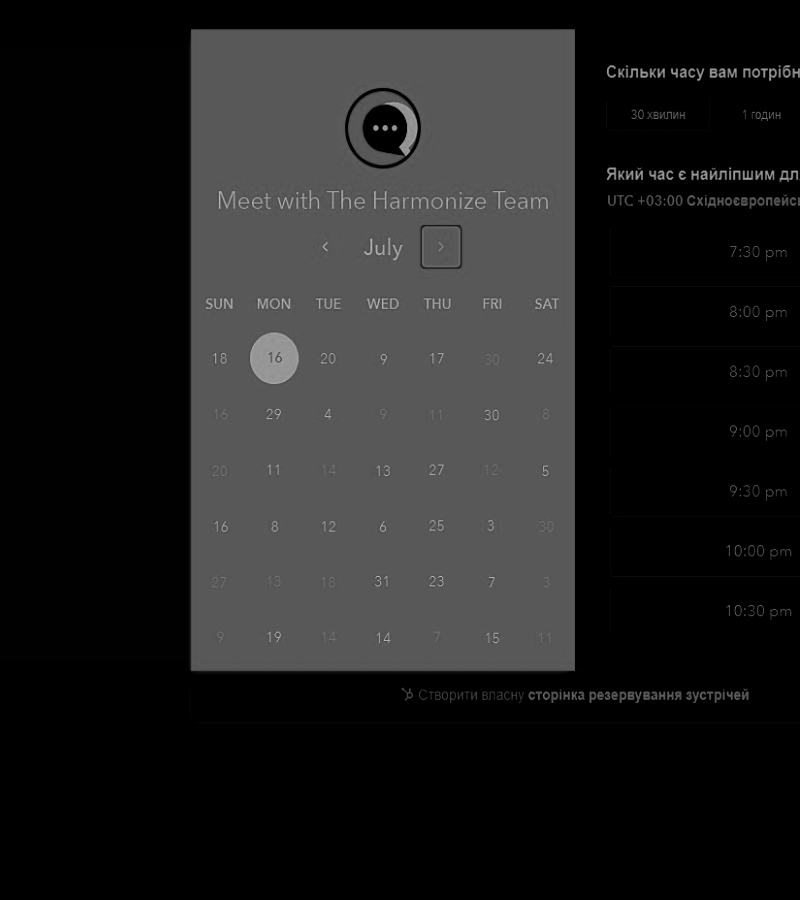 Meet with The Harmonize Team
July
SUN MON TUE WED THU FRI SAT
18 16 20 9 17 30 24
16 29 4 9 11 30 8
20 11 14 13 27 12 5
16 8 12 6 25 3 30
27 13 18 31 23 7 3
9 19 14 14 7 15 11
Скільки часу вам потрібн
30 хвилин 1 годин
Який час є найліпшим дл
UTC +03:00 Східноєвропейс
7:30 pm
8:00 pm
8:30 pm
9:00 pm
9:30 pm
10:00 pm
10:30 pm
Створити власну сторінка резервування зустрічей